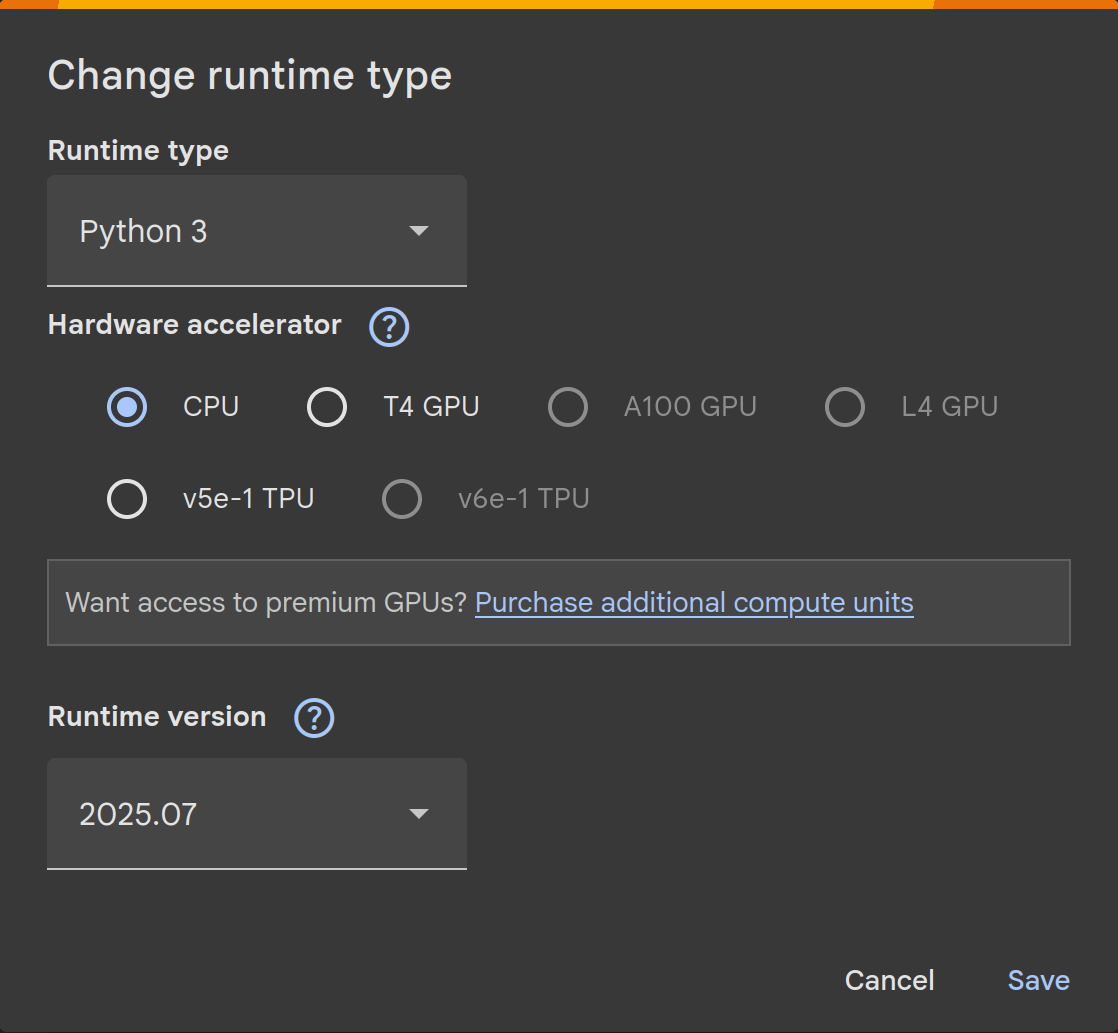 Change runtime type
Runtime type
Python 3
Hardware accelerator ?
CPU T4 GPU A100 GPU L4 GPU
v5e-1 TPU v6e-1 TPU
Want access to premium GPUs? Purchase additional compute units
Runtime version ?
2025.07
Cancel Save